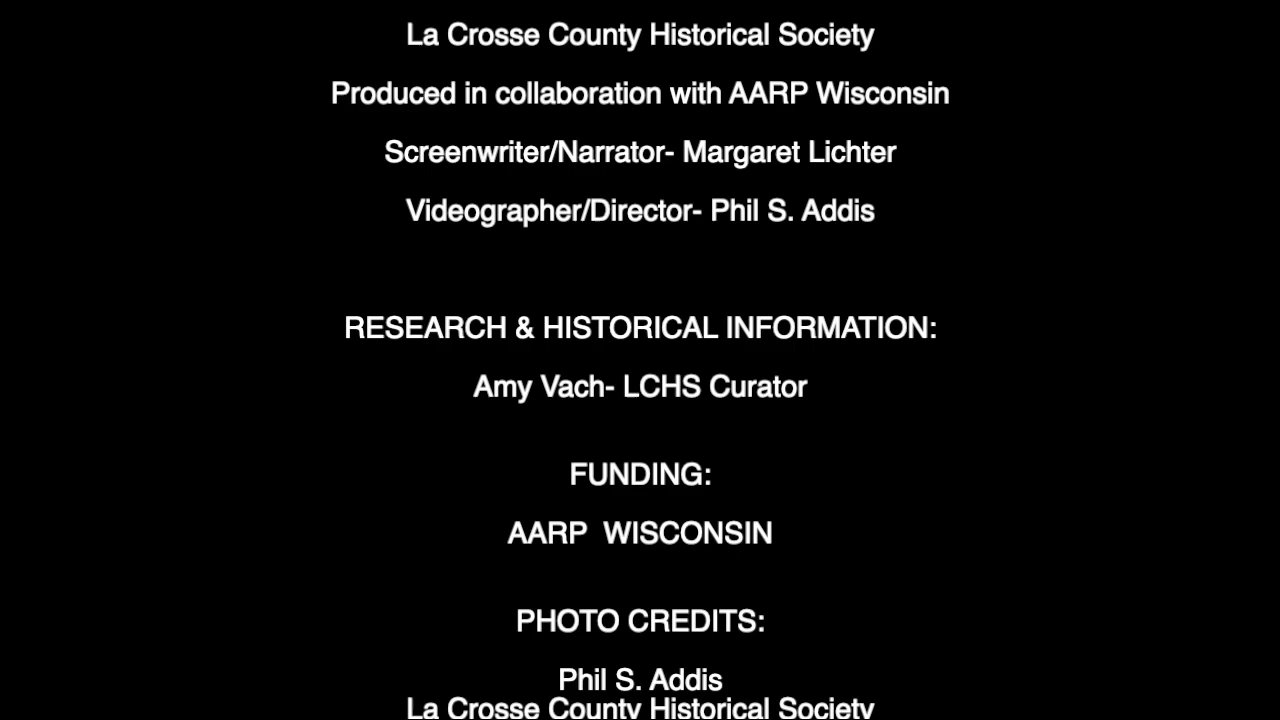 La Crosse County Historical Society
Produced in collaboration with AARP Wisconsin
Screenwriter/Narrator- Margaret Lichter
Videographer/Director- Phil S. Addis
RESEARCH & HISTORICAL INFORMATION:
Amy Vach- LCHS Curator
FUNDING:
AARP  WISCONSIN
PHOTO CREDITS:
Phil S. Addis
La Crosse County Historical Society